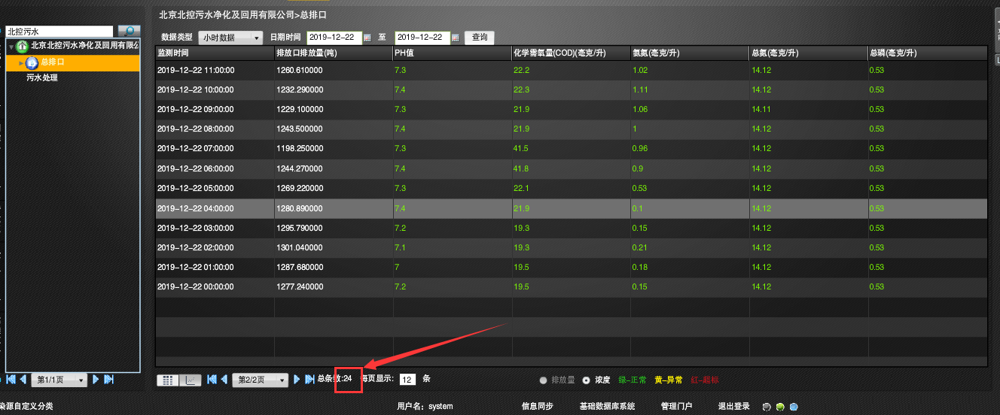 北京北控污水净化及回用有限公司>总排口
北控污水
数据类型 小时数据 日期时间 2019-12-22 至 2019-12-22 查询
北京北控污水净化及回用有限公
总排口
污水处理
监测时间 排放口排放量(吨) PH值 化学需氧量(COD)(毫克/升) 氨氮(毫克/升) 总氮(毫克/升) 总磷(毫克/升)
2019-12-22 11:00:00 1260.610000 7.3 22.2 1.02 14.12 0.53
2019-12-22 10:00:00 1232.290000 7.4 22.3 1.11 14.12 0.53
2019-12-22 09:00:00 1229.100000 7.3 21.9 1.06 14.11 0.53
2019-12-22 08:00:00 1243.500000 7.4 21.9 1 14.12 0.53
2019-12-22 07:00:00 1198.250000 7.3 41.5 0.96 14.12 0.53
2019-12-22 06:00:00 1244.270000 7.4 41.8 0.9 14.12 0.53
2019-12-22 05:00:00 1269.220000 7.3 22.1 0.53 14.12 0.53
2019-12-22 04:00:00 1280.890000 7.4 21.9 0.1 14.12 0.53
2019-12-22 03:00:00 1295.790000 7.2 19.3 0.15 14.12 0.53
2019-12-22 02:00:00 1301.040000 7.1 19.3 0.21 14.12 0.53
2019-12-22 01:00:00 1287.680000 7 19.5 0.18 14.12 0.53
2019-12-22 00:00:00 1277.240000 7.2 19.5 0.15 14.12 0.53
第1/1页 第2/2页 总条数:24 每页显示: 12 条 排放量 浓度 绿-正常 黄-异常 红-超标
染源自定义分类 用户名: system 信息同步 基础数据库系统 管理门户 退出登录